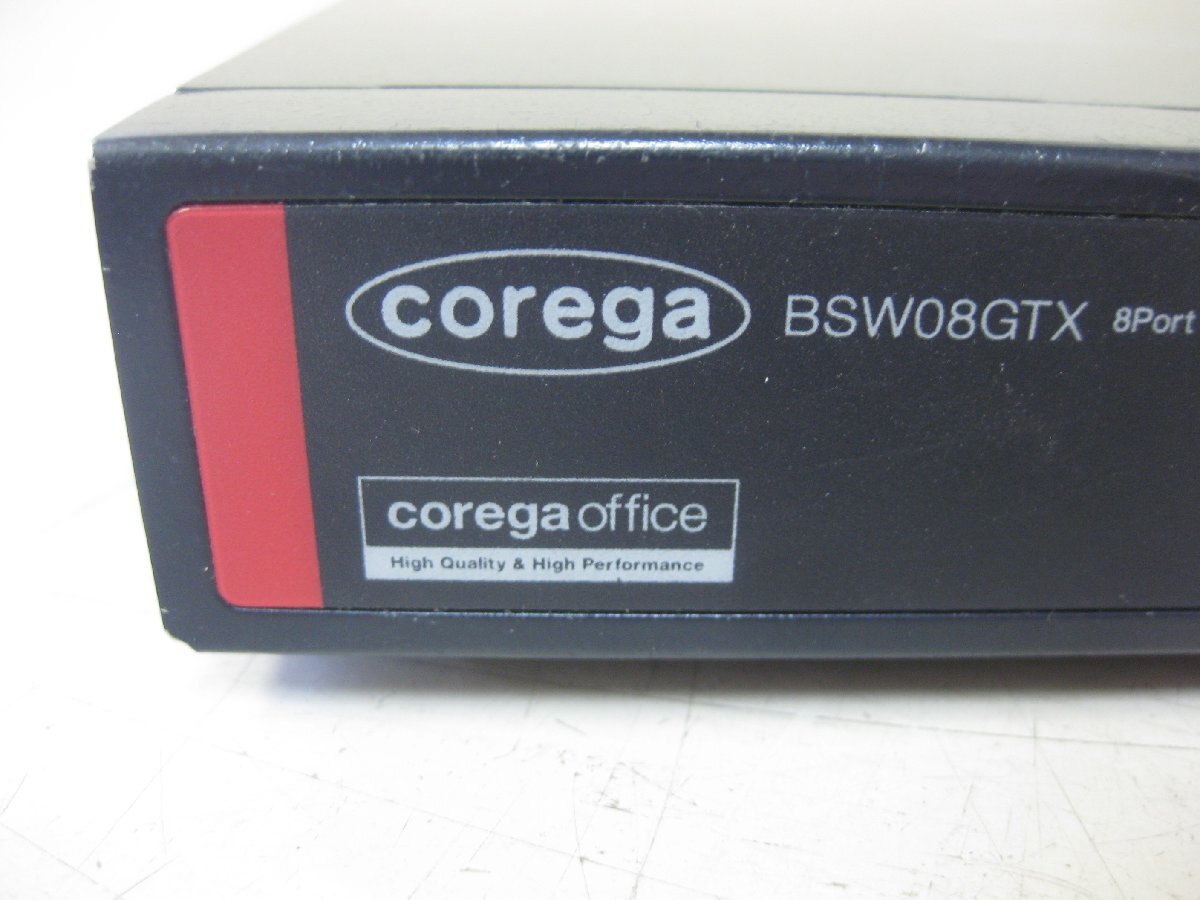 corega BSW08GTX 8Port
corega office
High Quality & High Performance